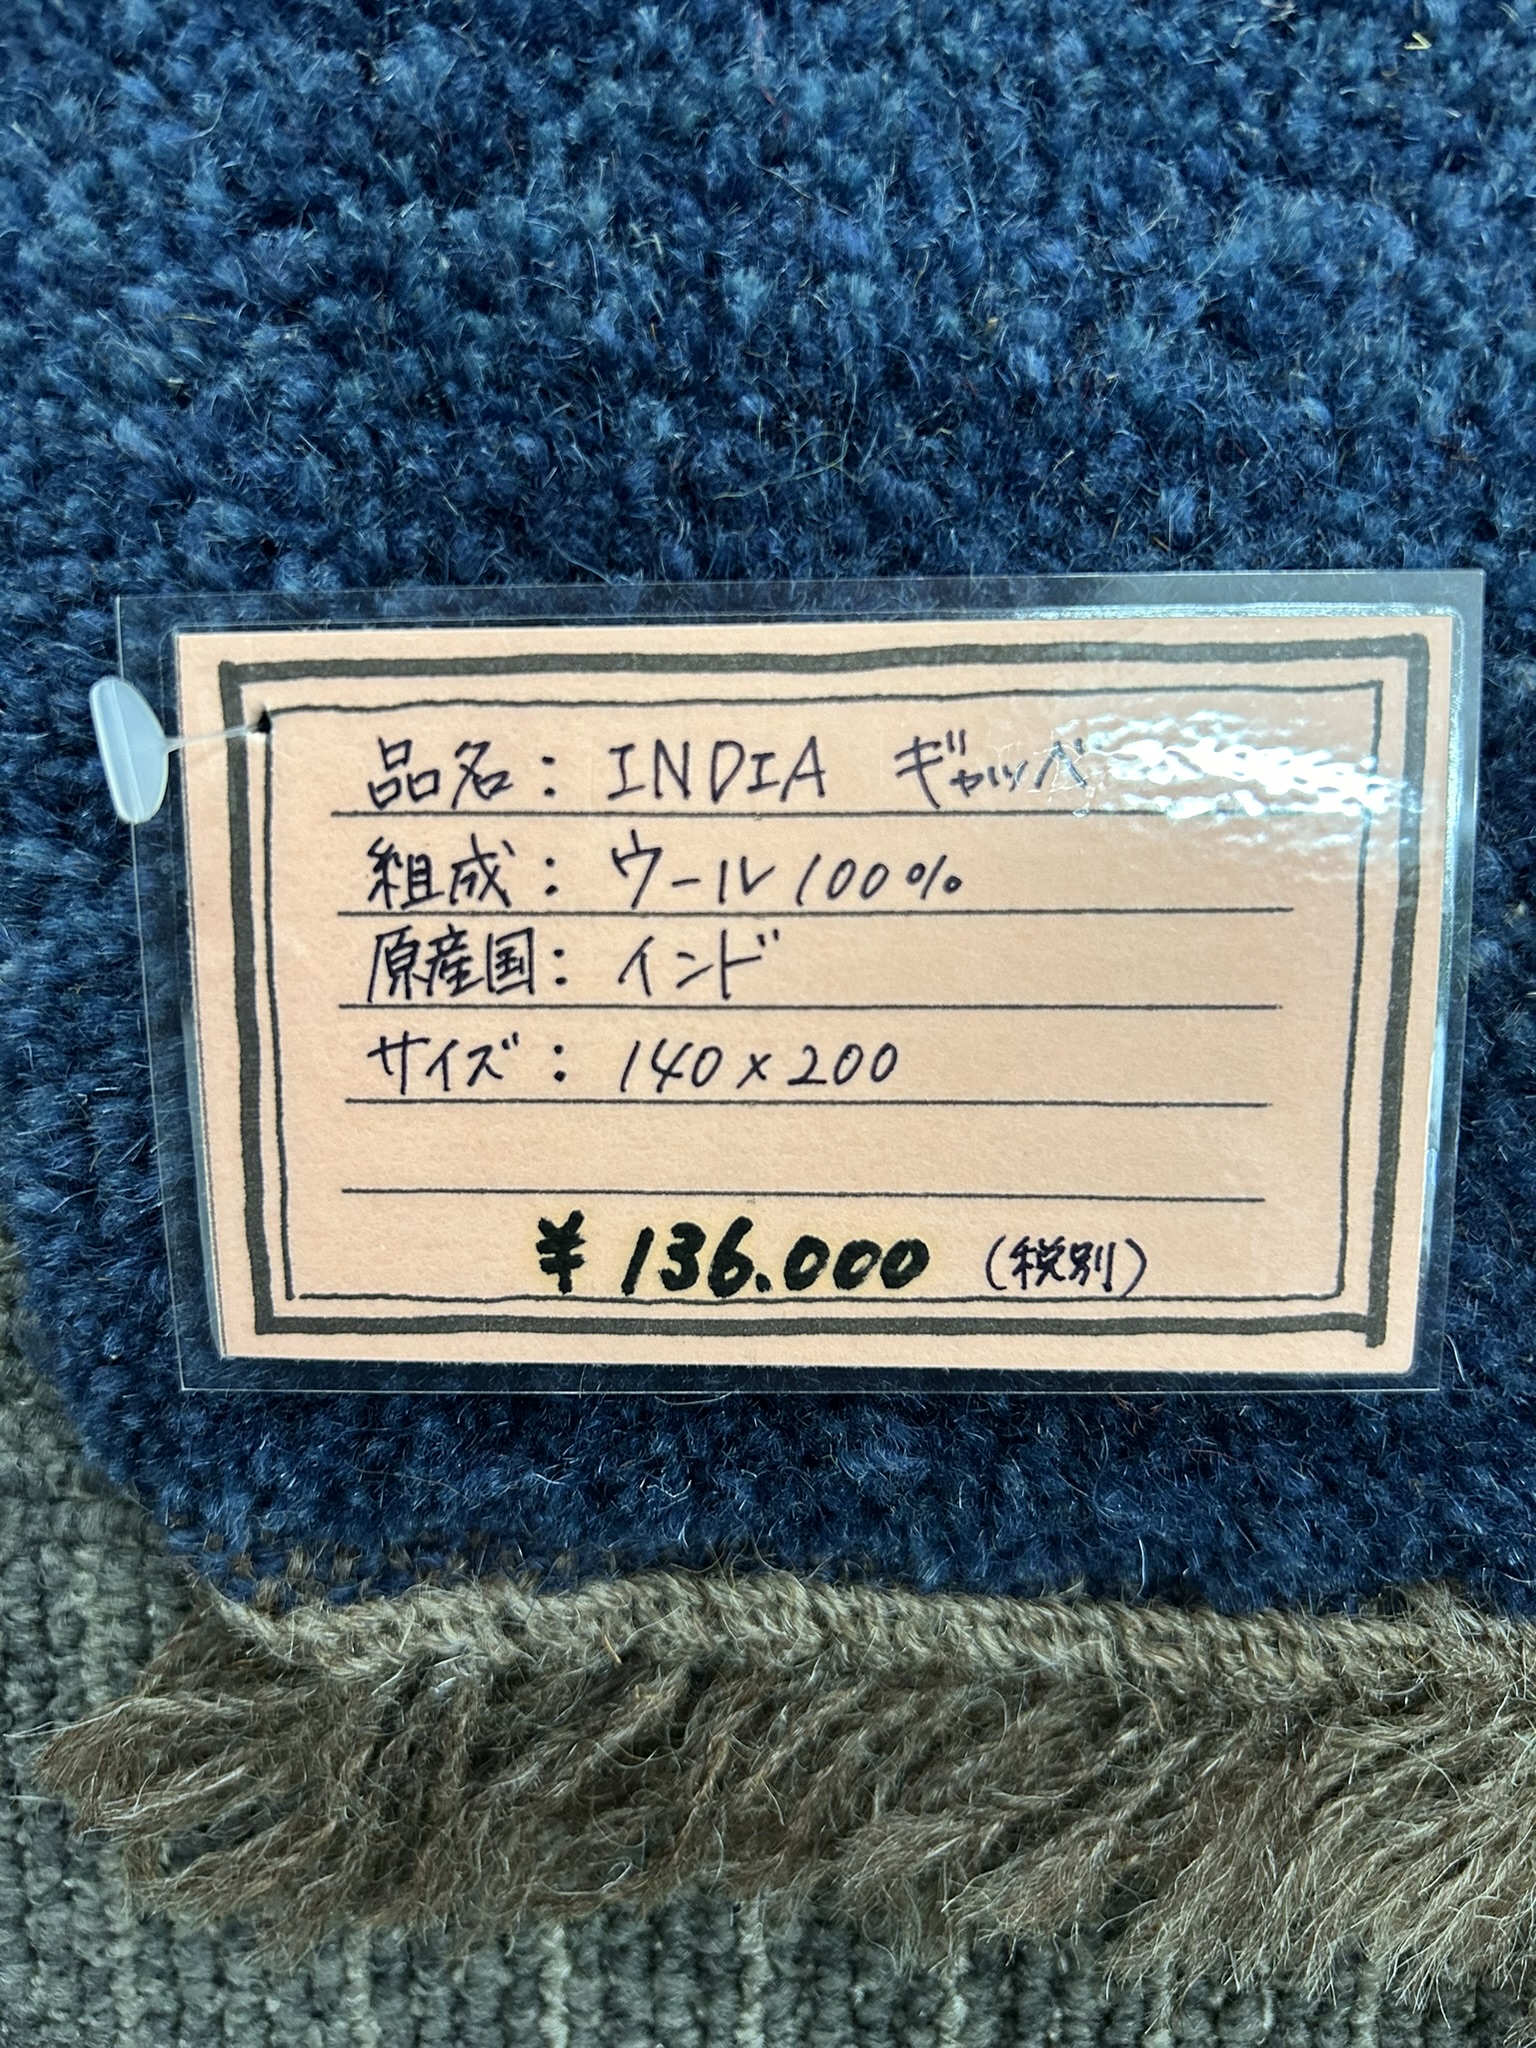 品名: INDIA ギャッベ
組成: ウール100%
原産国: インド
サイズ: 140×200
¥136.000 (税別)